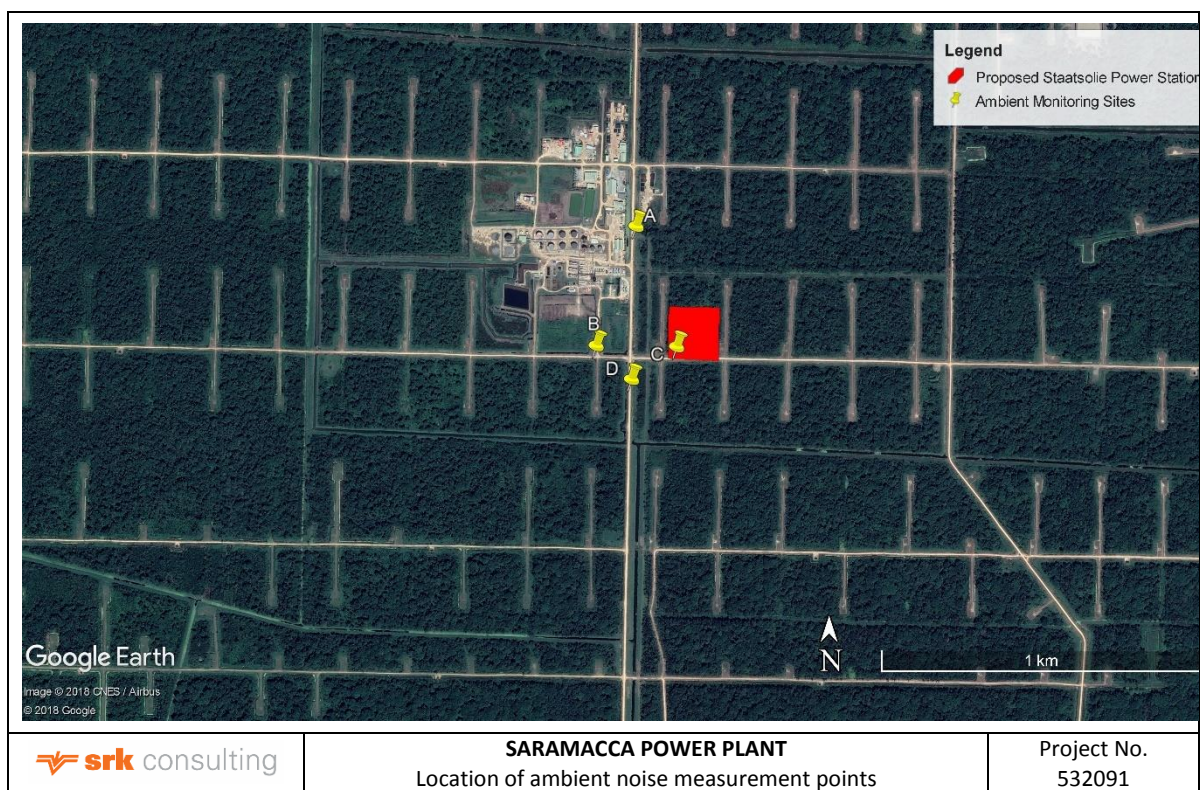 Legend
Proposed Staatsolie Power Station
Ambient Monitoring Sites
A
B
C
D
N
1 km
Google Earth
Image © 2018 CNES / Airbus
© 2018 Google
srk consulting
SARAMACCA POWER PLANT
Location of ambient noise measurement points
Project No.
532091